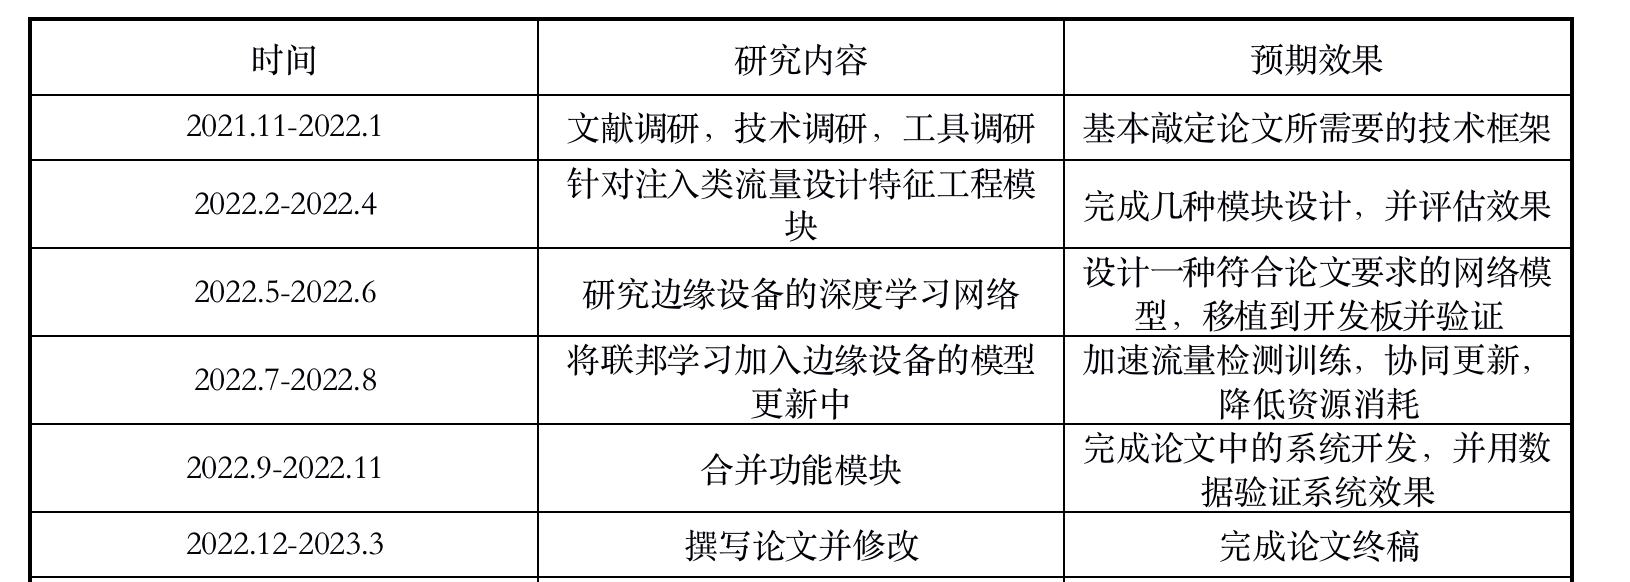 时间 研究内容 预期效果
2021.11-2022.1 文献调研，技术调研，工具调研 基本敲定论文所需要的技术框架
2022.2-2022.4 针对注入类流量设计特征工程模
块 完成几种模块设计，并评估效果
2022.5-2022.6 研究边缘设备的深度学习网络 设计一种符合论文要求的网络模
型，移植到开发板并验证
2022.7-2022.8 将联邦学习加入边缘设备的模型
更新中 加速流量检测训练，协同更新，
降低资源消耗
2022.9-2022.11 合并功能模块 完成论文中的系统开发，并用数
据验证系统效果
2022.12-2023.3 撰写论文并修改 完成论文终稿